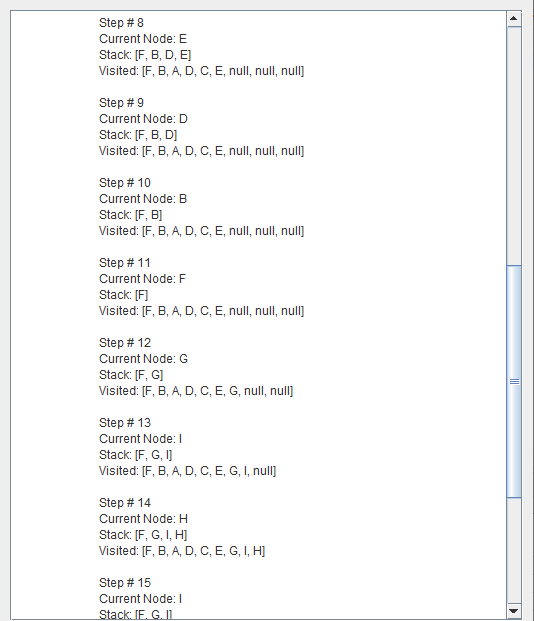 Step # 8
Current Node: E
Stack: [F, B, D, E]
Visited: [F, B, A, D, C, E, null, null, null]
Step # 9
Current Node: D
Stack: [F, B, D]
Visited: [F, B, A, D, C, E, null, null, null]
Step # 10
Current Node: B
Stack: [F, B]
Visited: [F, B, A, D, C, E, null, null, null]
Step # 11
Current Node: F
Stack: [F]
Visited: [F, B, A, D, C, E, null, null, null]
Step # 12
Current Node: G
Stack: [F, G]
Visited: [F, B, A, D, C, E, G, null, null]
Step # 13
Current Node: I
Stack: [F, G, I]
Visited: [F, B, A, D, C, E, G, I, null]
Step # 14
Current Node: H
Stack: [F, G, I, H]
Visited: [F, B, A, D, C, E, G, I, H]
Step # 15
Current Node: I
Stack: [F, G, I]